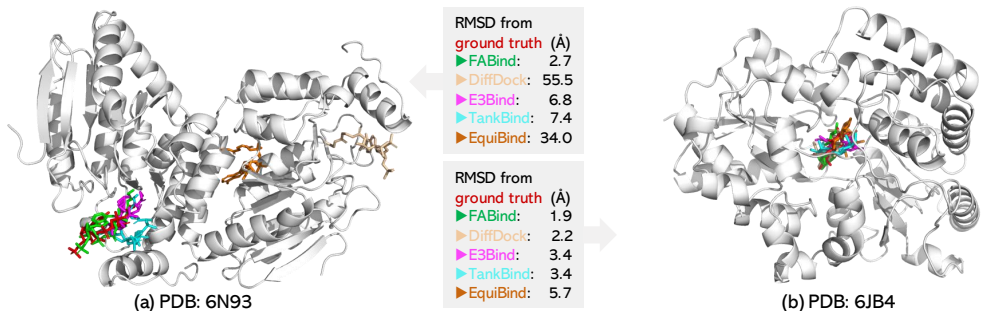 RMSD from
ground truth (Å)
▶FABind: 2.7
▶DiffDock: 55.5
▶E3Bind: 6.8
▶TankBind: 7.4
▶EquiBind: 34.0
RMSD from
ground truth (Å)
▶FABind: 1.9
▶DiffDock: 2.2
▶E3Bind: 3.4
▶TankBind: 3.4
▶EquiBind: 5.7
(a) PDB: 6N93
(b) PDB: 6JB4